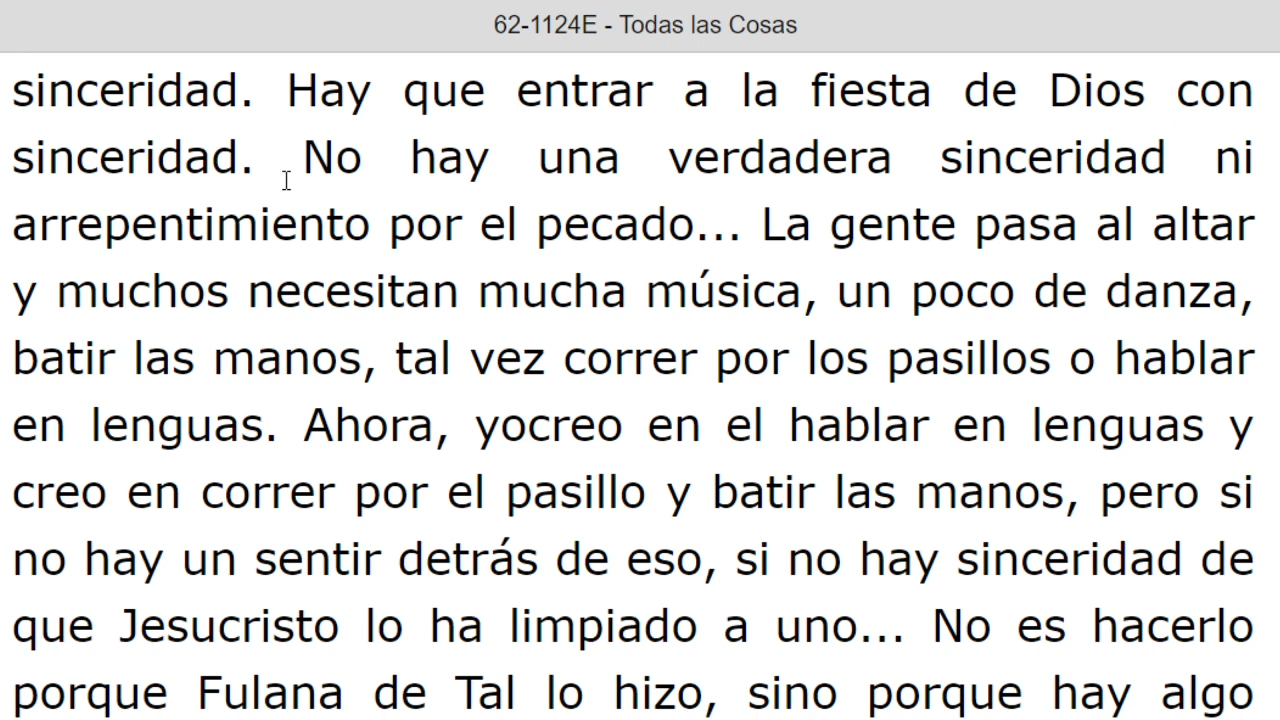 62-1124E - Todas las Cosas
sinceridad. Hay que entrar a la fiesta de Dios con
sinceridad. No hay una verdadera sinceridad ni
arrepentimiento por el pecado... La gente pasa al altar
y muchos necesitan mucha música, un poco de danza,
batir las manos, tal vez correr por los pasillos o hablar
en lenguas. Ahora, yocreo en el hablar en lenguas y
creo en correr por el pasillo y batir las manos, pero si
no hay un sentir detrás de eso, si no hay sinceridad de
que Jesucristo lo ha limpiado a uno... No es hacerlo
porque Fulana de Tal lo hizo, sino porque hay algo